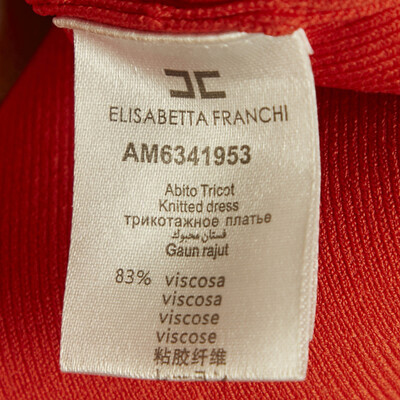 ELISABETTA FRANCHI
AM6341953
Abito Tricot
Knitted dress
трикотажное платье
فستان محبوك
Gaun rajut
83% viscosa
viscosa
viscose
viscose
粘胶纤维